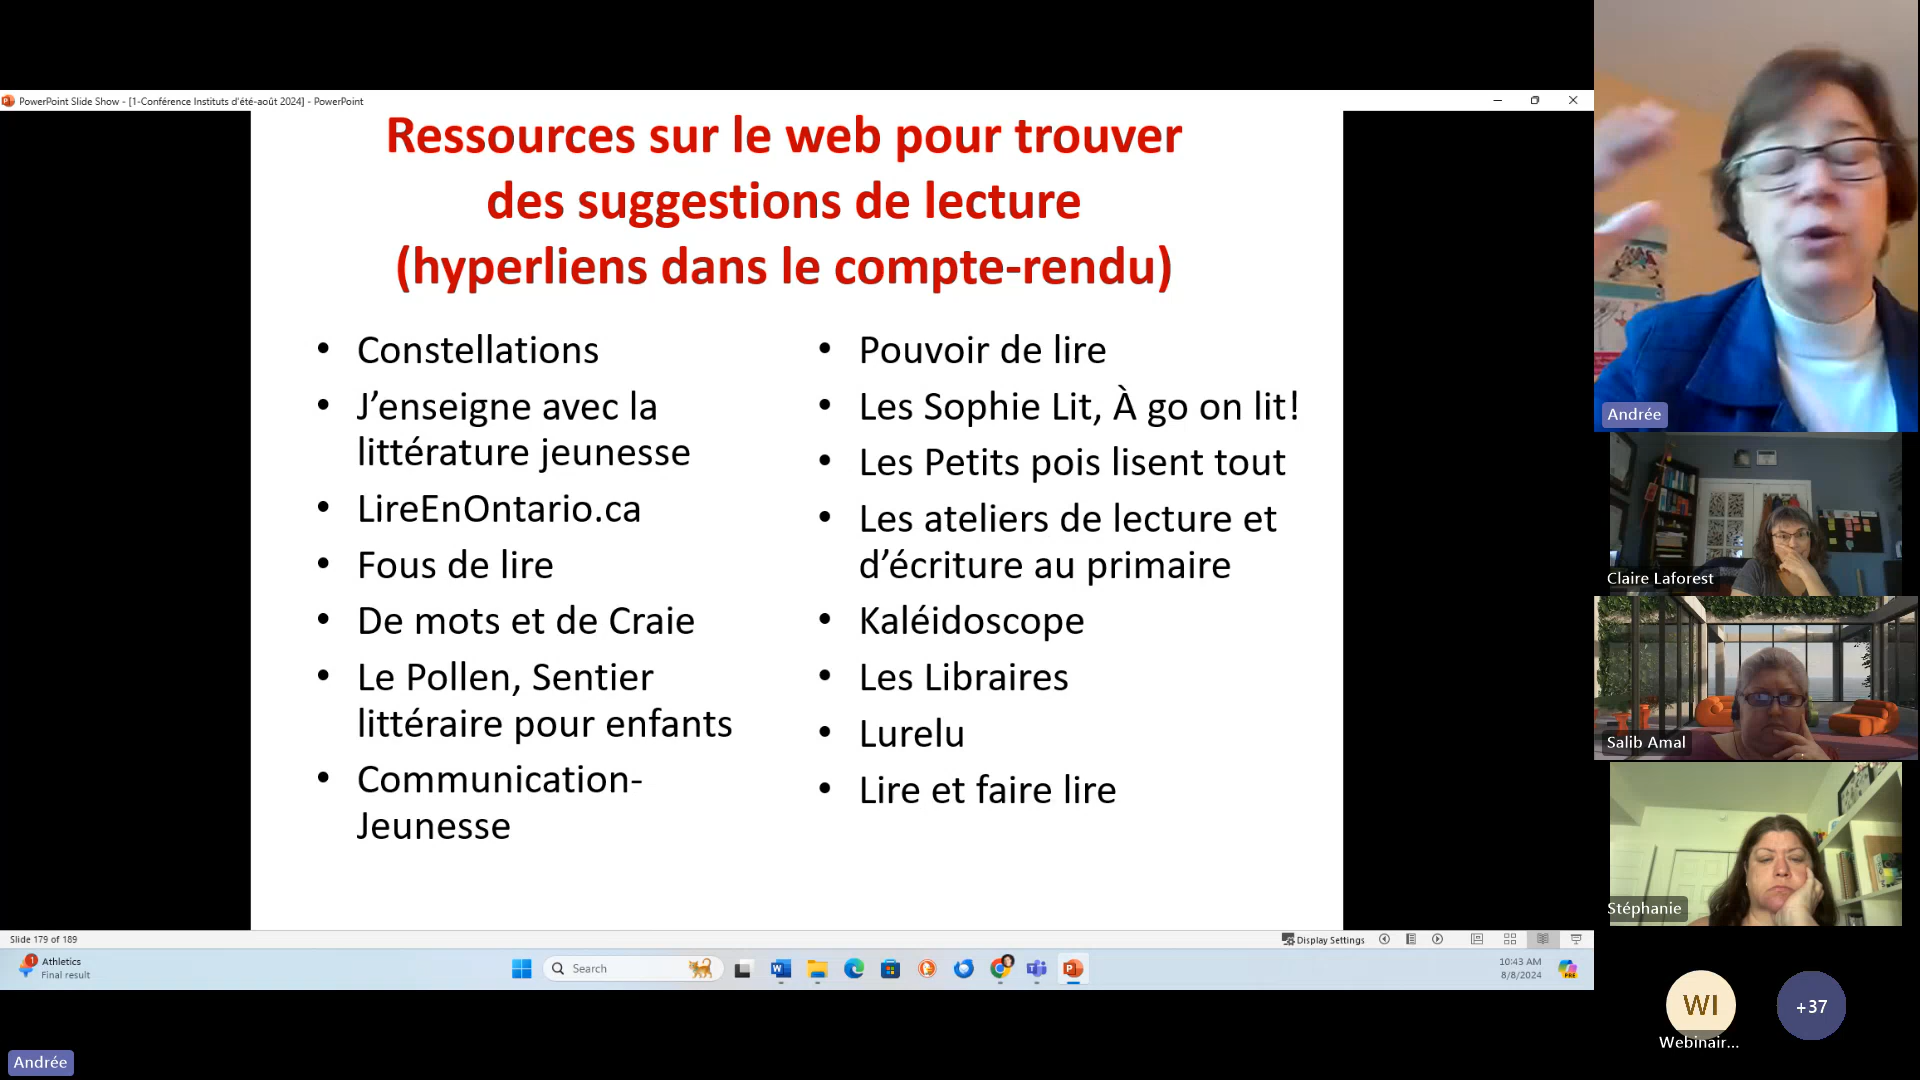 PowerPoint Slide Show - [1-Conférence Instituts d'été-août 2024] - PowerPoint
Ressources sur le web pour trouver
des suggestions de lecture
(hyperliens dans le compte-rendu)
• Constellations
• J’enseigne avec la
littérature jeunesse
• LireEnOntario.ca
• Fous de lire
• De mots et de Craie
• Le Pollen, Sentier
littéraire pour enfants
• Communication-
Jeunesse
• Pouvoir de lire
• Les Sophie Lit, À go on lit!
• Les Petits pois lisent tout
• Les ateliers de lecture et
d’écriture au primaire
• Kaléidoscope
• Les Libraires
• Lurelu
• Lire et faire lire
Slide 179 of 189
Display Settings
1
Athletics
Final result
Search
10:43 AM
8/8/2024
PRE
Andrée
Claire Laforest
Salib Amal
Stéphanie
WI
Webinair...
+37
Andrée